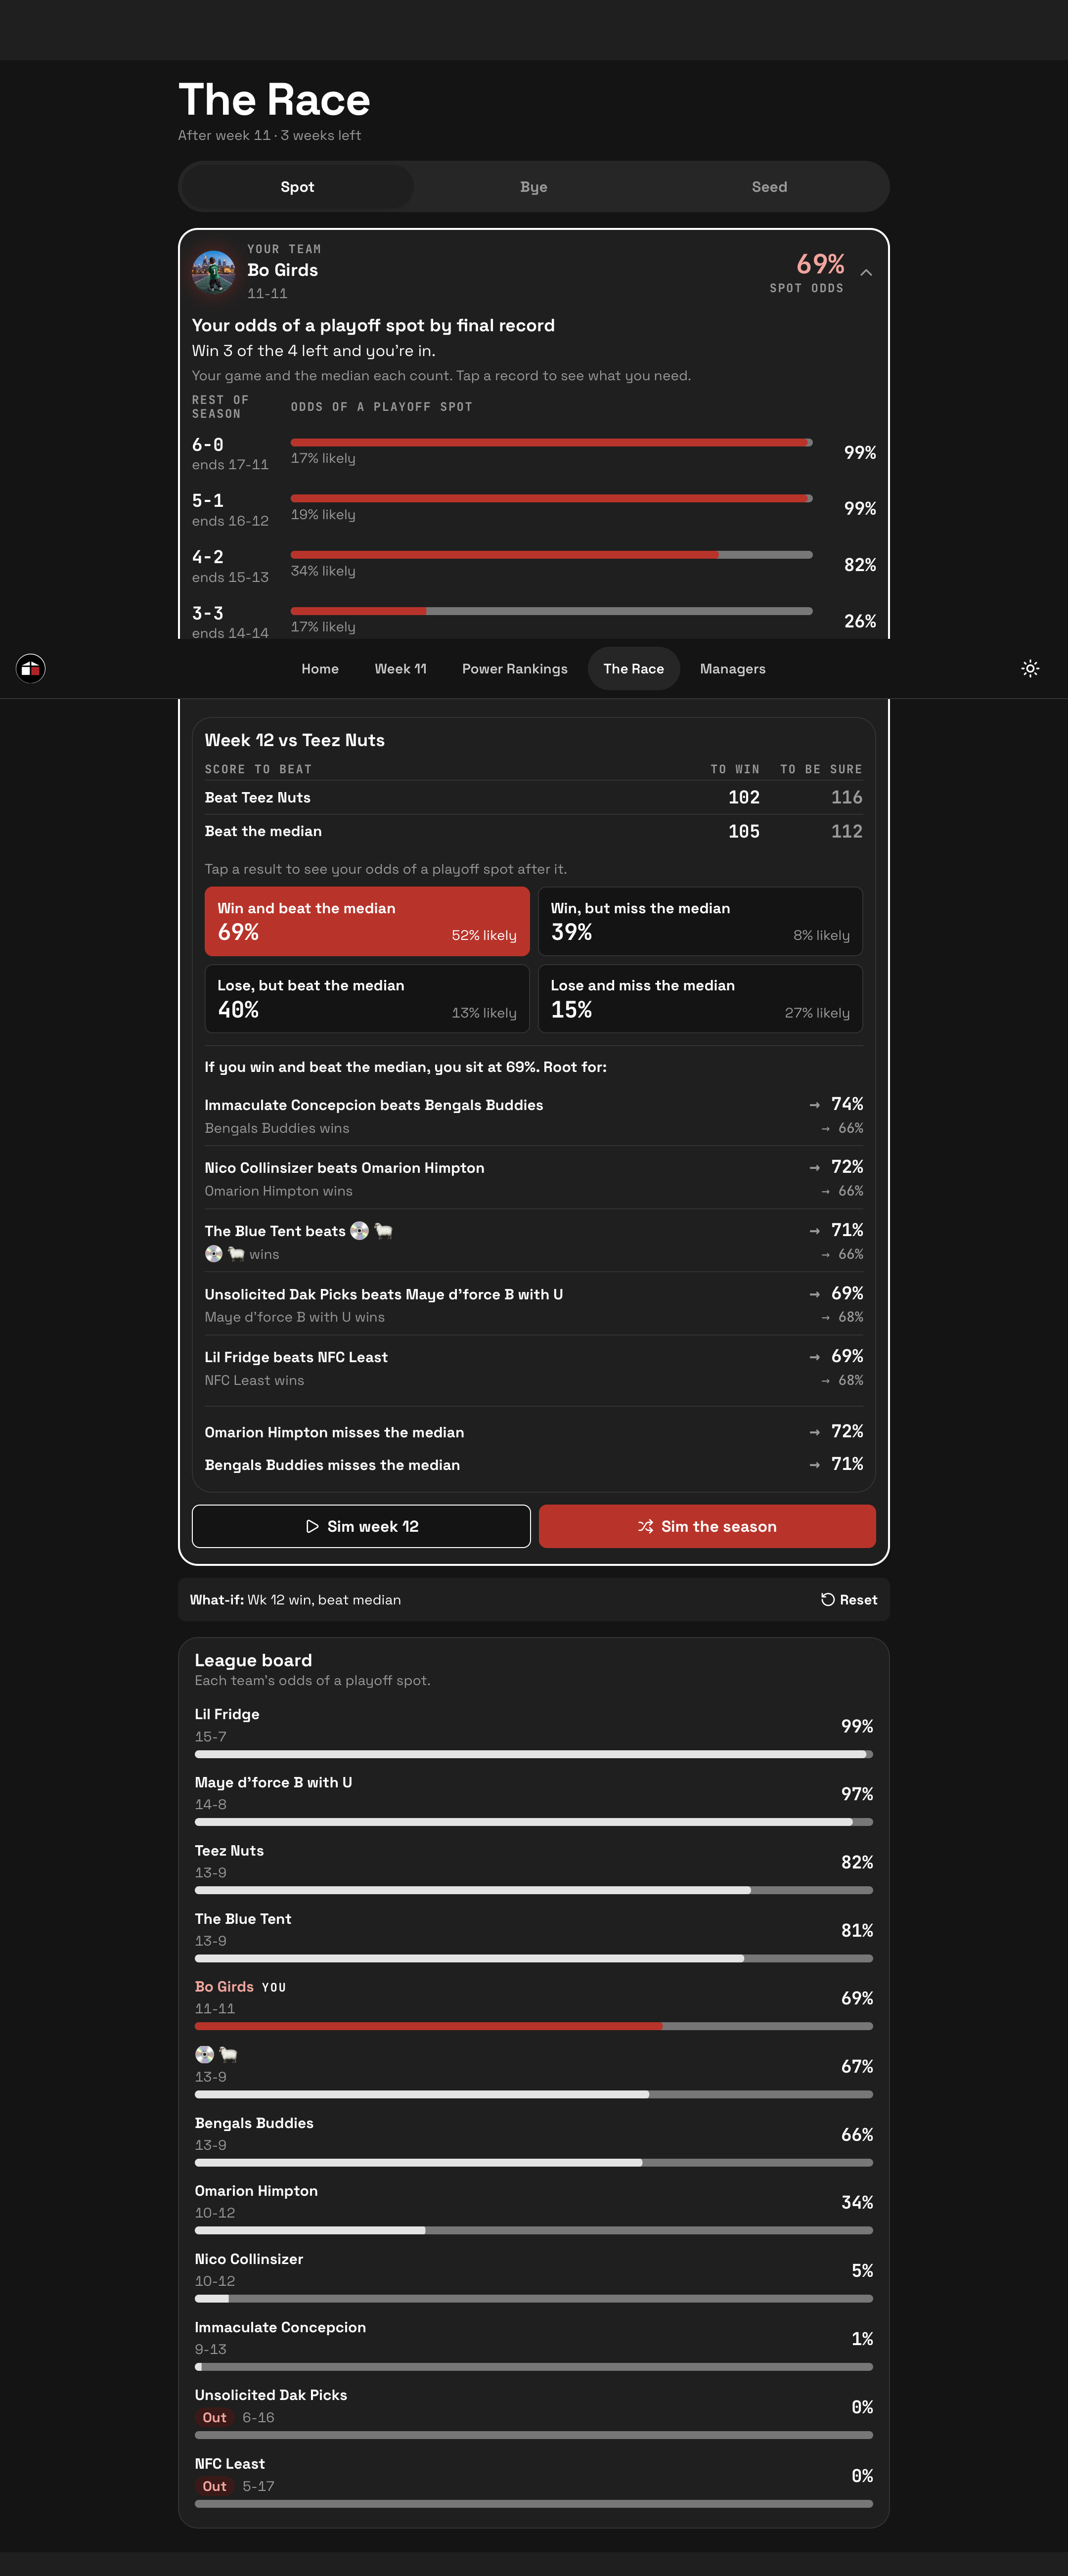 The Race
After week 11 · 3 weeks left
Spot
Bye
Seed
YOUR TEAM
Bo Girds
11-11
69%
SPOT ODDS
Your odds of a playoff spot by final record
Win 3 of the 4 left and you're in.
Your game and the median each count. Tap a record to see what you need.
REST OF SEASON
ODDS OF A PLAYOFF SPOT
6-0
ends 17-11
17% likely
99%
5-1
ends 16-12
19% likely
99%
4-2
ends 15-13
34% likely
82%
3-3
ends 14-14
17% likely
26%
Home
Week 11
Power Rankings
The Race
Managers
Week 12 vs Teez Nuts
SCORE TO BEAT
TO WIN
TO BE SURE
Beat Teez Nuts
102
116
Beat the median
105
112
Tap a result to see your odds of a playoff spot after it.
Win and beat the median
69%
52% likely
Win, but miss the median
39%
8% likely
Lose, but beat the median
40%
13% likely
Lose and miss the median
15%
27% likely
If you win and beat the median, you sit at 69%. Root for:
Immaculate Concepcion beats Bengals Buddies
→ 74%
Bengals Buddies wins
→ 66%
Nico Collinsizer beats Omarion Himpton
→ 72%
Omarion Himpton wins
→ 66%
The Blue Tent beats 💿 🐑
→ 71%
💿 🐑 wins
→ 66%
Unsolicited Dak Picks beats Maye d'force B with U
→ 69%
Maye d'force B with U wins
→ 68%
Lil Fridge beats NFC Least
→ 69%
NFC Least wins
→ 68%
Omarion Himpton misses the median
→ 72%
Bengals Buddies misses the median
→ 71%
Sim week 12
Sim the season
What-if: Wk 12 win, beat median
Reset
League board
Each team's odds of a playoff spot.
Lil Fridge
15-7
99%
Maye d'force B with U
14-8
97%
Teez Nuts
13-9
82%
The Blue Tent
13-9
81%
Bo Girds YOU
11-11
69%
💿 🐑
13-9
67%
Bengals Buddies
13-9
66%
Omarion Himpton
10-12
34%
Nico Collinsizer
10-12
5%
Immaculate Concepcion
9-13
1%
Unsolicited Dak Picks
Out 6-16
0%
NFC Least
Out 5-17
0%